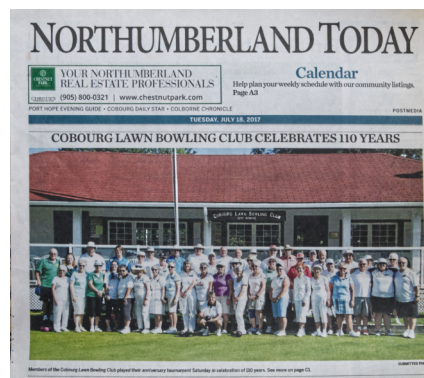 NORTHUMBERLAND TODAY
CHESTNUT
PARK
YOUR NORTHUMBERLAND
REAL ESTATE PROFESSIONALS
(905) 800-0321 | www.chestnutpark.com
Calendar
Help plan your weekly schedule with our community listings.
Page A3
PORT HOPE EVENING GUIDE • COBOURG DAILY STAR • COLBORNE CHRONICLE
POSTMEDIA
TUESDAY, JULY 18, 2017
COBOURG LAWN BOWLING CLUB CELEBRATES 110 YEARS
COBOURG LAWN BOWLING CLUB
SUBMITTED
Members of the Cobourg Lawn Bowling Club played their anniversary tournament Saturday in celebration of 110 years. See more on page C1.